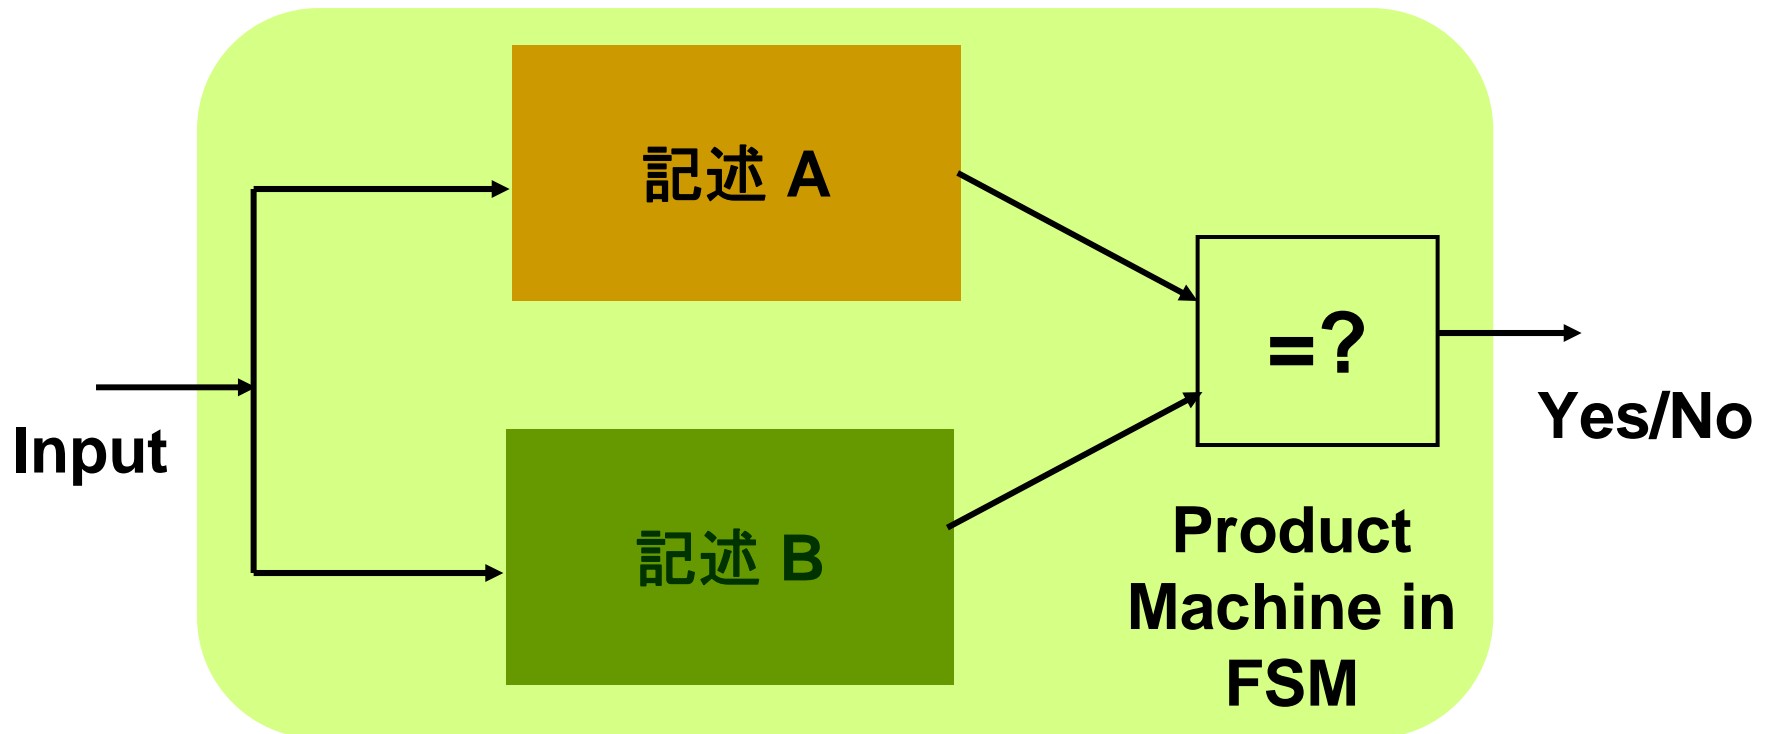 記述 A
=?
Input
Yes/No
記述 B
Product
Machine in
FSM